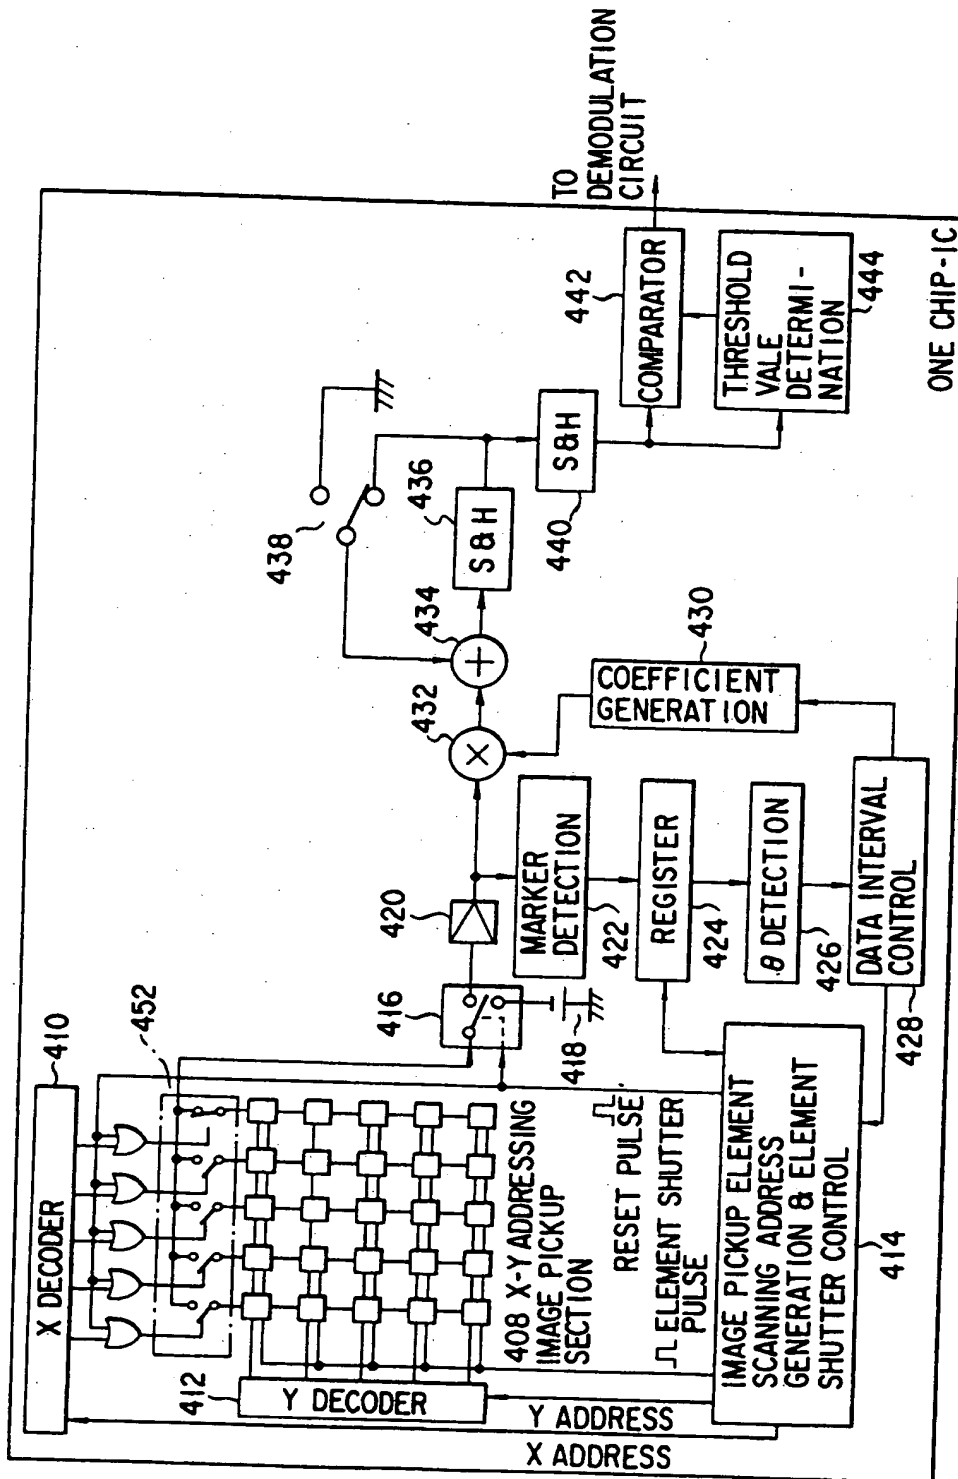 410
X DECODER
452
412
Y DECODER
408 X-Y ADDRESSING
IMAGE PICKUP
SECTION
416
418
420
RESET PULSE
ELEMENT SHUTTER
PULSE
Y ADDRESS
X ADDRESS
IMAGE PICKUP ELEMENT
SCANNING ADDRESS
GENERATION & ELEMENT
SHUTTER CONTROL
414
MARKER
DETECTION
422
REGISTER
424
θ DETECTION
426
DATA INTERVAL
CONTROL
428
COEFFICIENT
GENERATION
430
432
×
434
+
S&H
436
438
S&H
440
COMPARATOR
442
THRESHOLD
VALE
DETERMI-
NATION
444
TO
DEMODULATION
CIRCUIT
ONE CHIP-IC